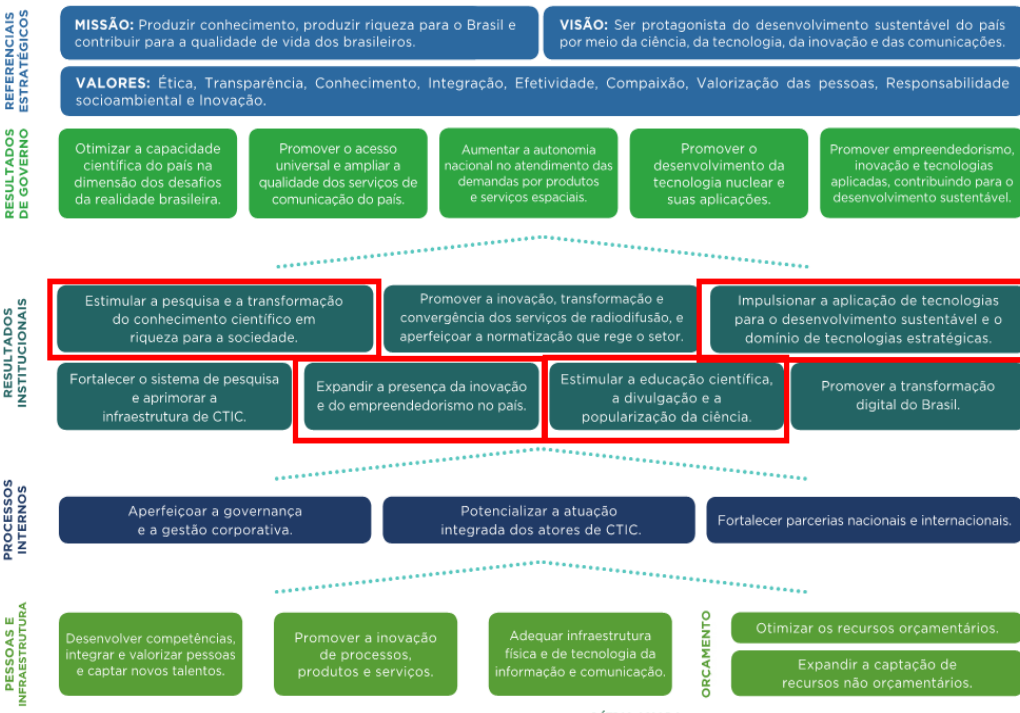 REFERENCIAIS
ESTRATÉGICOS
MISSÃO: Produzir conhecimento, produzir riqueza para o Brasil e
contribuir para a qualidade de vida dos brasileiros.
VISÃO: Ser protagonista do desenvolvimento sustentável do país
por meio da ciência, da tecnologia, da inovação e das comunicações.
VALORES: Ética, Transparência, Conhecimento, Integração, Efetividade, Compaixão, Valorização das pessoas, Responsabilidade
socioambiental e Inovação.
RESULTADOS
DE GOVERNO
Otimizar a capacidade
científica do país na
dimensão dos desafios
da realidade brasileira.
Promover o acesso
universal e ampliar a
qualidade dos serviços de
comunicação do país.
Aumentar a autonomia
nacional no atendimento das
demandas por produtos
e serviços espaciais.
Promover o
desenvolvimento da
tecnologia nuclear e
suas aplicações.
Promover empreendedorismo,
inovação e tecnologias
aplicadas, contribuindo para o
desenvolvimento sustentável.
RESULTADOS
INSTITUCIONAIS
Estimular a pesquisa e a transformação
do conhecimento científico em
riqueza para a sociedade.
Promover a inovação, transformação e
convergência dos serviços de radiodifusão, e
aperfeiçoar a normatização que rege o setor.
Impulsionar a aplicação de tecnologias
para o desenvolvimento sustentável e o
domínio de tecnologias estratégicas.
Fortalecer o sistema de pesquisa
e aprimorar a
infraestrutura de CTIC.
Expandir a presença da inovação
e do empreendedorismo no país.
Estimular a educação científica,
a divulgação e a
popularização da ciência.
Promover a transformação
digital do Brasil.
PROCESSOS
INTERNOS
Aperfeiçoar a governança
e a gestão corporativa.
Potencializar a atuação
integrada dos atores de CTIC.
Fortalecer parcerias nacionais e internacionais.
PESSOAS E
INFRAESTRUTURA
Desenvolver competências,
integrar e valorizar pessoas
e captar novos talentos.
Promover a inovação
de processos,
produtos e serviços.
Adequar infraestrutura
física e de tecnologia da
informação e comunicação.
ORÇAMENTO
Otimizar os recursos orçamentários.
Expandir a captação de
recursos não orçamentários.